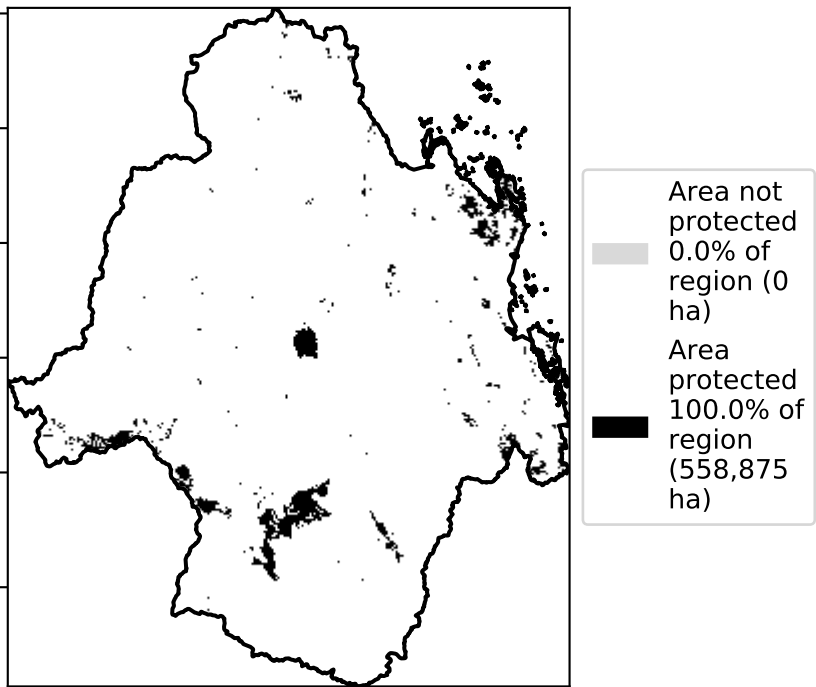 Area not
protected
0.0% of
region (0
ha)
Area
protected
100.0% of
region
(558,875
ha)